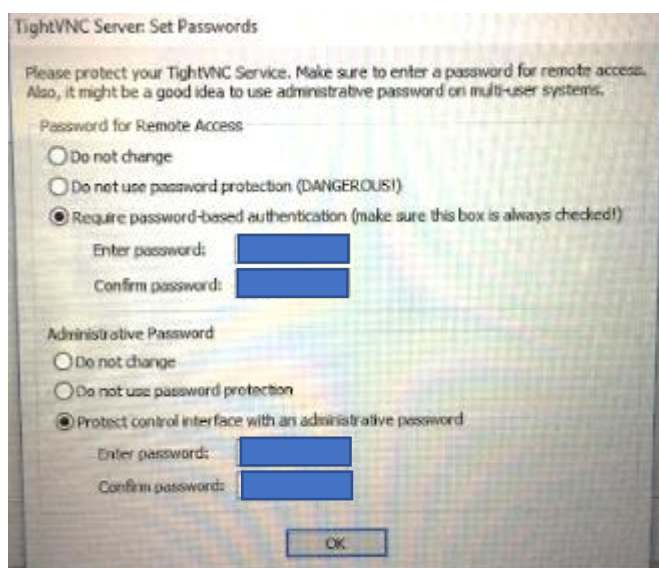 TightVNC Server: Set Passwords
Please protect your TightVNC Service. Make sure to enter a password for remote access.
Also, it might be a good idea to use administrative password on multi-user systems.
Password for Remote Access
Do not change
Do not use password protection (DANGEROUS!)
Require password-based authentication (make sure this box is always checked!)
Enter password:
Confirm password:
Administrative Password
Do not change
Do not use password protection
Protect control interface with an administrative password
Enter password:
Confirm password:
OK